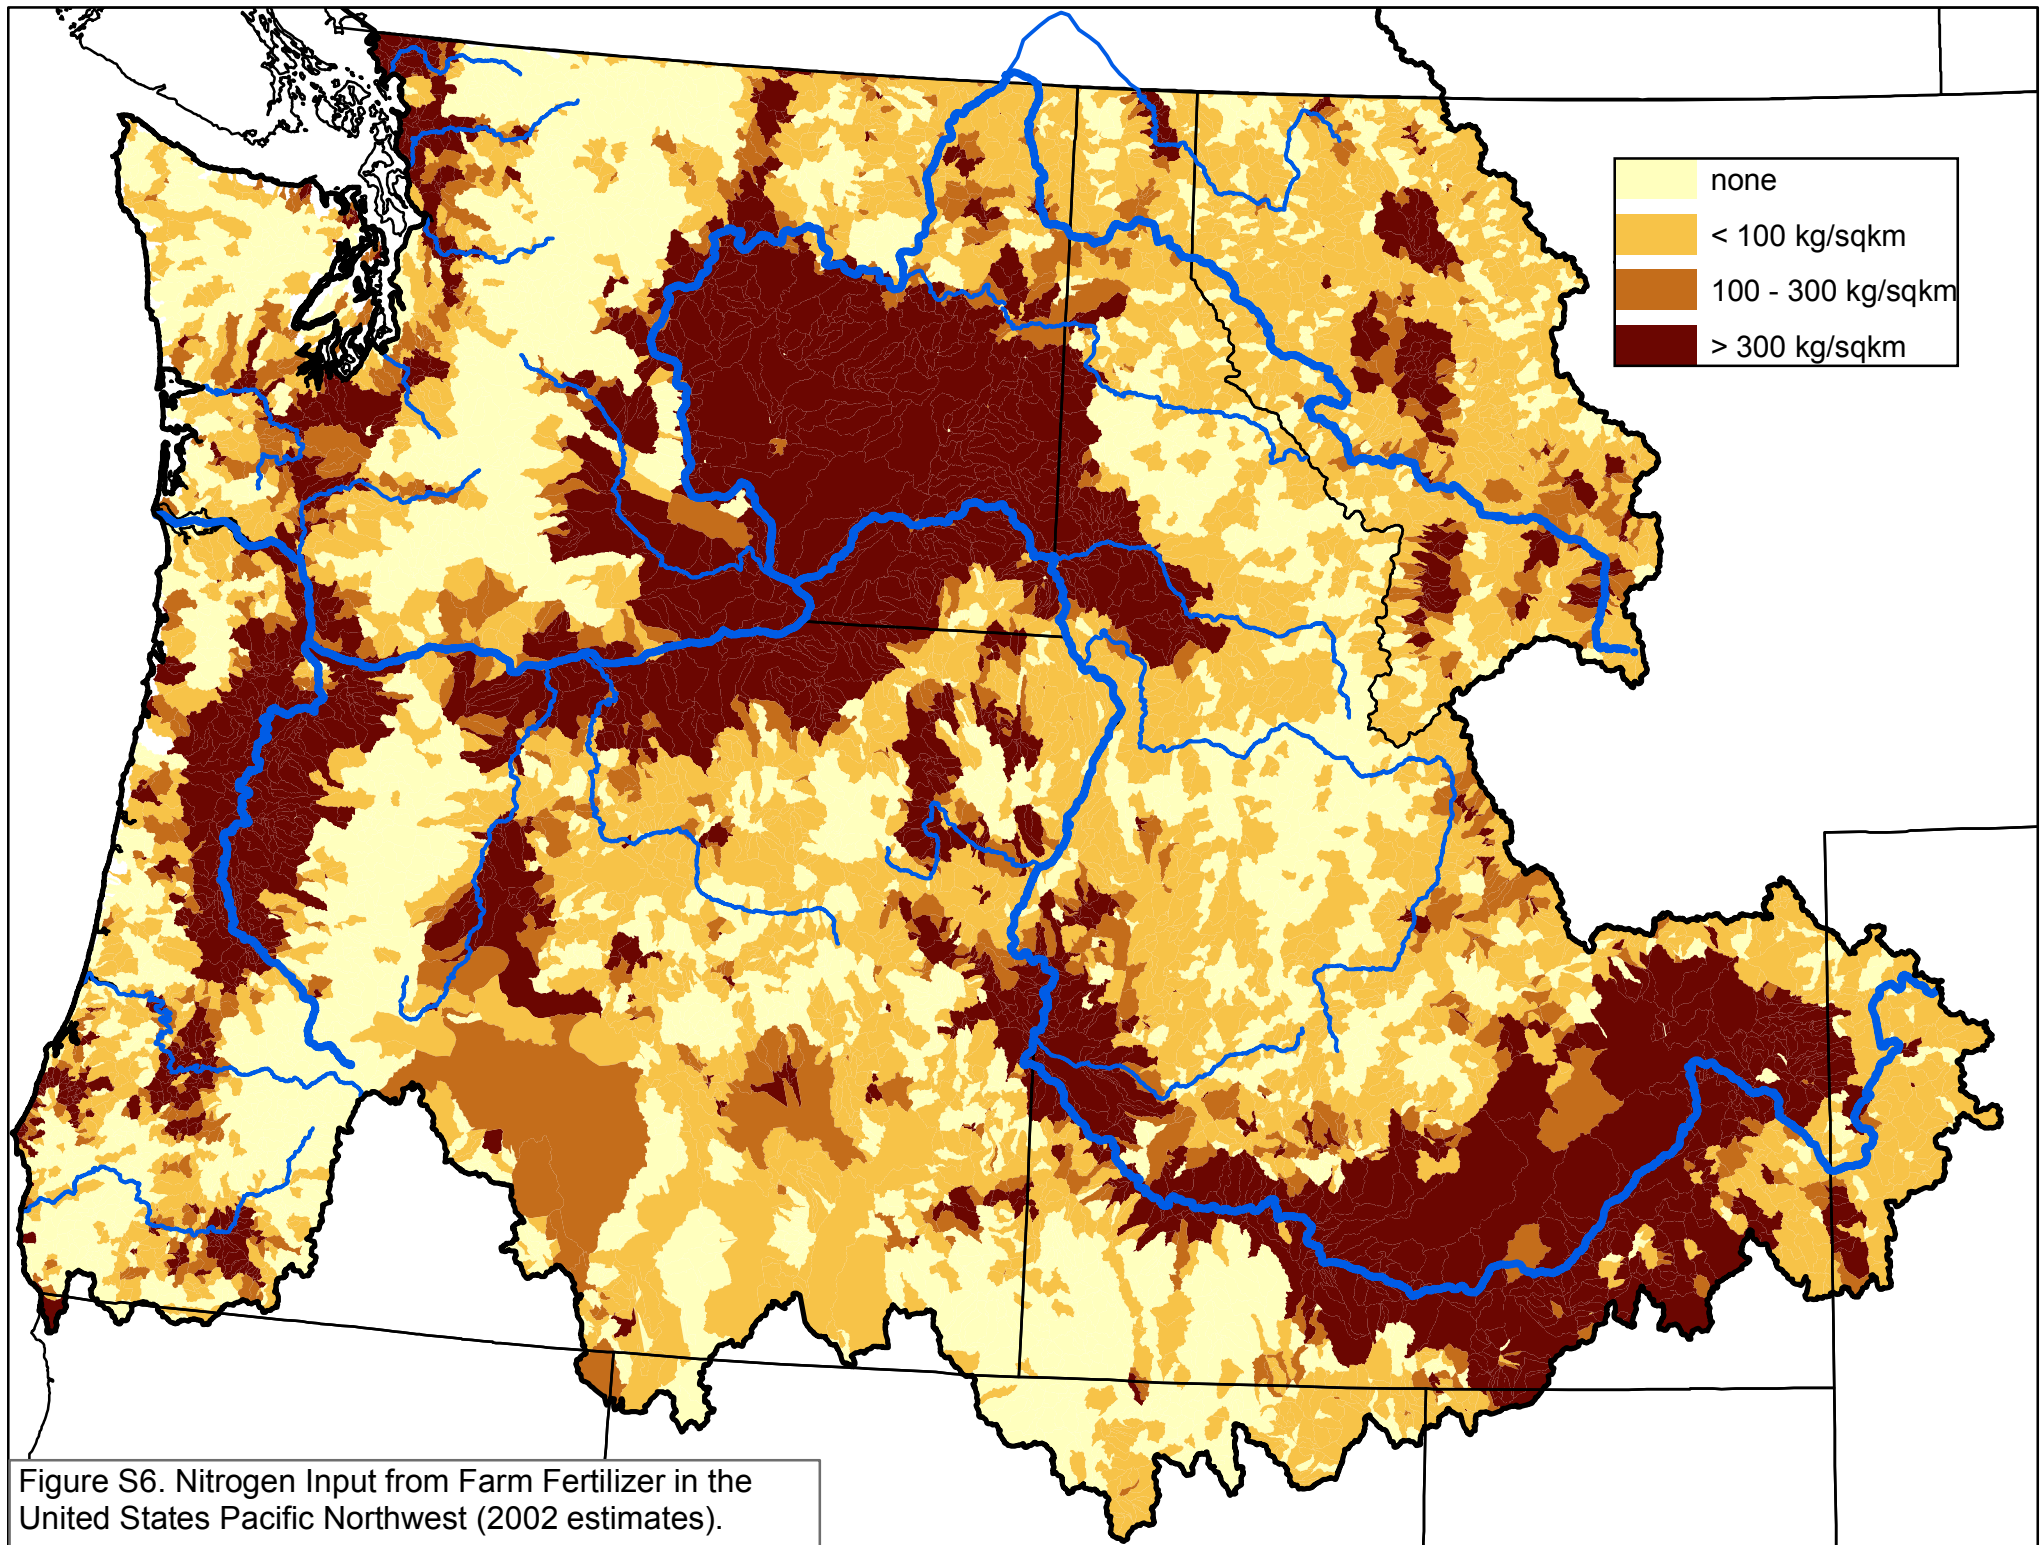 none
< 100 kg/sqkm
100 - 300 kg/sqkm
> 300 kg/sqkm
Figure S6. Nitrogen Input from Farm Fertilizer in the
United States Pacific Northwest (2002 estimates).